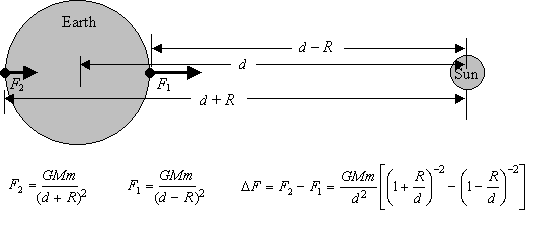 Earth
d – R
d
Sun
F₂
F₁
d + R
F₂ = GMm/(d + R)² F₁ = GMm/(d – R)² ΔF = F₂ – F₁ = GMm/d² [(1 + R/d)⁻² – (1 – R/d)⁻²]